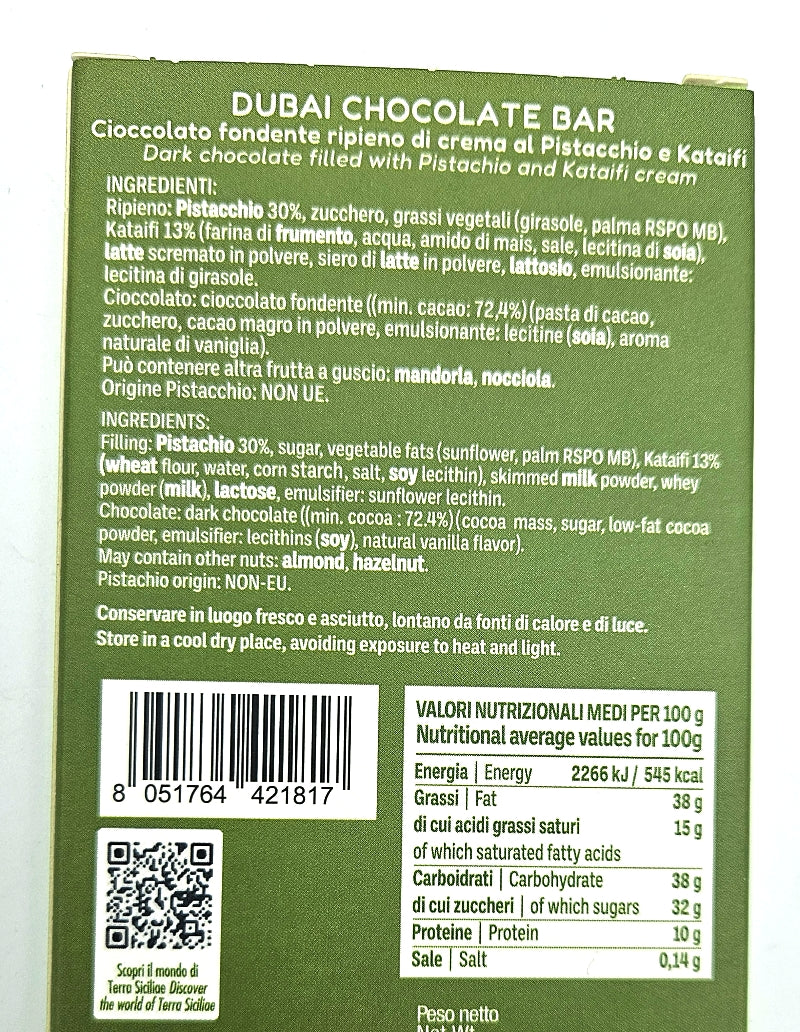 DUBAI CHOCOLATE BAR
Cioccolato fondente ripieno di crema al Pistacchio e Kataifi
Dark chocolate filled with Pistachio and Kataifi cream
INGREDIENTI:
Ripieno: Pistacchio 30%, zucchero, grassi vegetali (girasole, palma RSPO MB),
Kataifi 13% (farina di frumento, acqua, amido di mais, sale, lecitina di soia),
latte scremato in polvere, siero di latte in polvere, lattosio, emulsionante:
lecitina di girasole.
Cioccolato: cioccolato fondente ((min. cacao: 72,4%) (pasta di cacao,
zucchero, cacao magro in polvere, emulsionante: lecitine (soia), aroma
naturale di vaniglia).
Può contenere altra frutta a guscio: mandorla, nocciola.
Origine Pistacchio: NON UE.
INGREDIENTS:
Filling: Pistachio 30%, sugar, vegetable fats (sunflower, palm RSPO MB), Kataifi 13%
(wheat flour, water, corn starch, salt, soy lecithin), skimmed milk powder, whey
powder (milk), lactose, emulsifier: sunflower lecithin.
Chocolate: dark chocolate ((min. cocoa : 72.4%) (cocoa mass, sugar, low-fat cocoa
powder, emulsifier: lecithins (soy), natural vanilla flavor).
May contain other nuts: almond, hazelnut.
Pistachio origin: NON-EU.
Conservare in luogo fresco e asciutto, lontano da fonti di calore e di luce.
Store in a cool dry place, avoiding exposure to heat and light.
8 051764 421817
Scopri il mondo di
Terra Siciliae Discover
the world of Terra Siciliae
VALORI NUTRIZIONALI MEDI PER 100 g
Nutritional average values for 100g
Energia | Energy 2266 kJ / 545 kcal
Grassi | Fat 38 g
di cui acidi grassi saturi 15 g
of which saturated fatty acids
Carboidrati | Carbohydrate 38 g
di cui zuccheri | of which sugars 32 g
Proteine | Protein 10 g
Sale | Salt 0,14 g
Peso netto
Net Wt